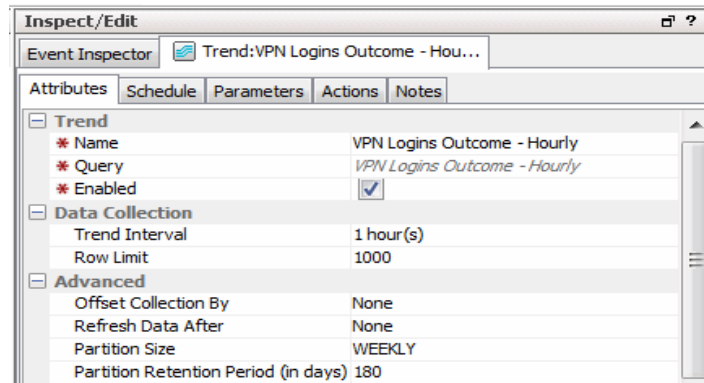 Inspect/Edit ?
Event Inspector Trend:VPN Logins Outcome - Hou...
Attributes Schedule Parameters Actions Notes
Trend
* Name VPN Logins Outcome - Hourly
* Query VPN Logins Outcome - Hourly
* Enabled
Data Collection
Trend Interval 1 hour(s)
Row Limit 1000
Advanced
Offset Collection By None
Refresh Data After None
Partition Size WEEKLY
Partition Retention Period (in days) 180